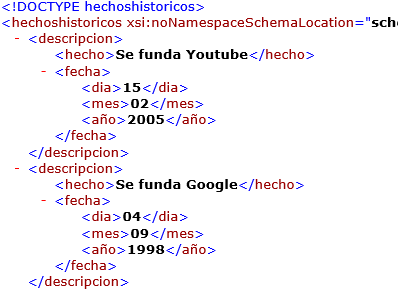 <!DOCTYPE hechoshistoricos>
<hechoshistoricos xsi:noNamespaceSchemaLocation="sch
- <descripcion>
<hecho>Se funda Youtube</hecho>
- <fecha>
<dia>15</dia>
<mes>02</mes>
<año>2005</año>
</fecha>
</descripcion>
- <descripcion>
<hecho>Se funda Google</hecho>
- <fecha>
<dia>04</dia>
<mes>09</mes>
<año>1998</año>
</fecha>
</descripcion>